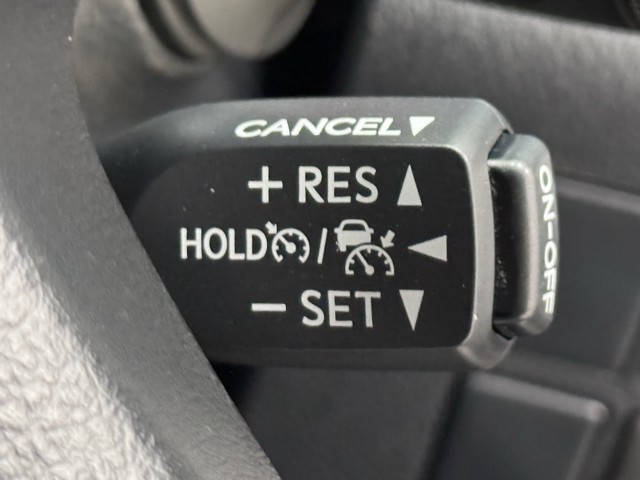 CANCEL▼
+ RES ▲
HOLD / ◀
− SET ▼
ON-OFF